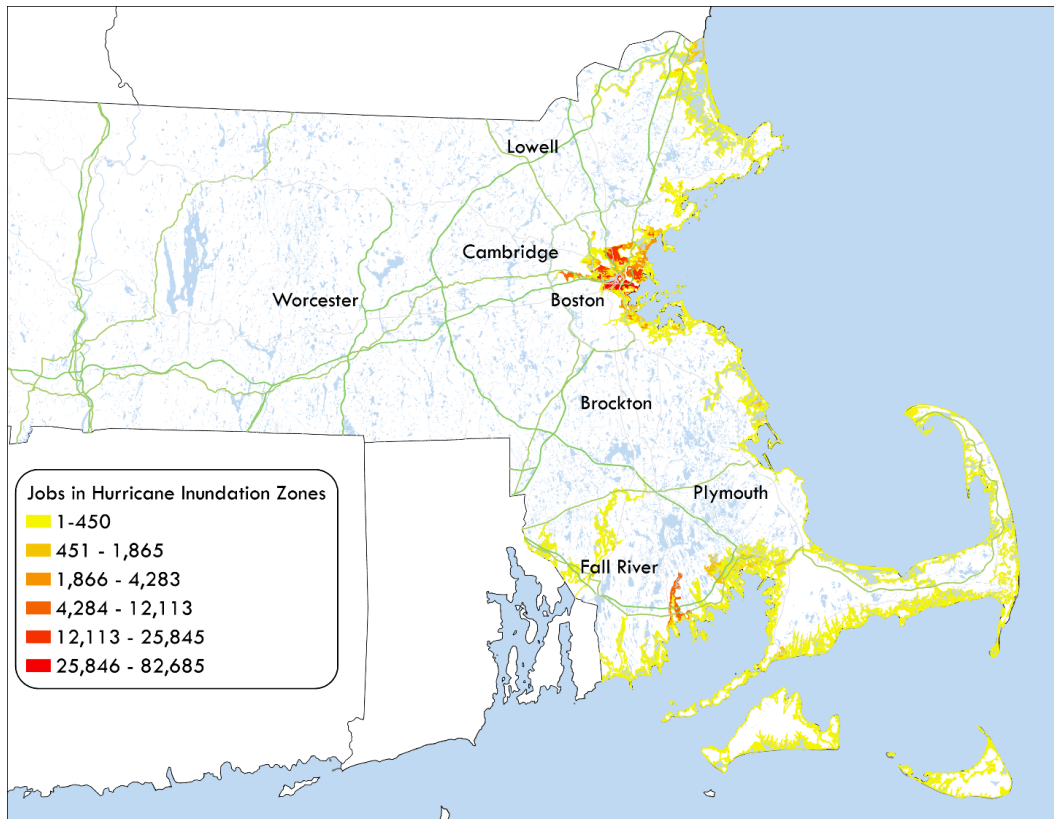 Lowell
Cambridge
Worcester
Boston
Brockton
Plymouth
Fall River
Jobs in Hurricane Inundation Zones
1-450
451 - 1,865
1,866 - 4,283
4,284 - 12,113
12,113 - 25,845
25,846 - 82,685